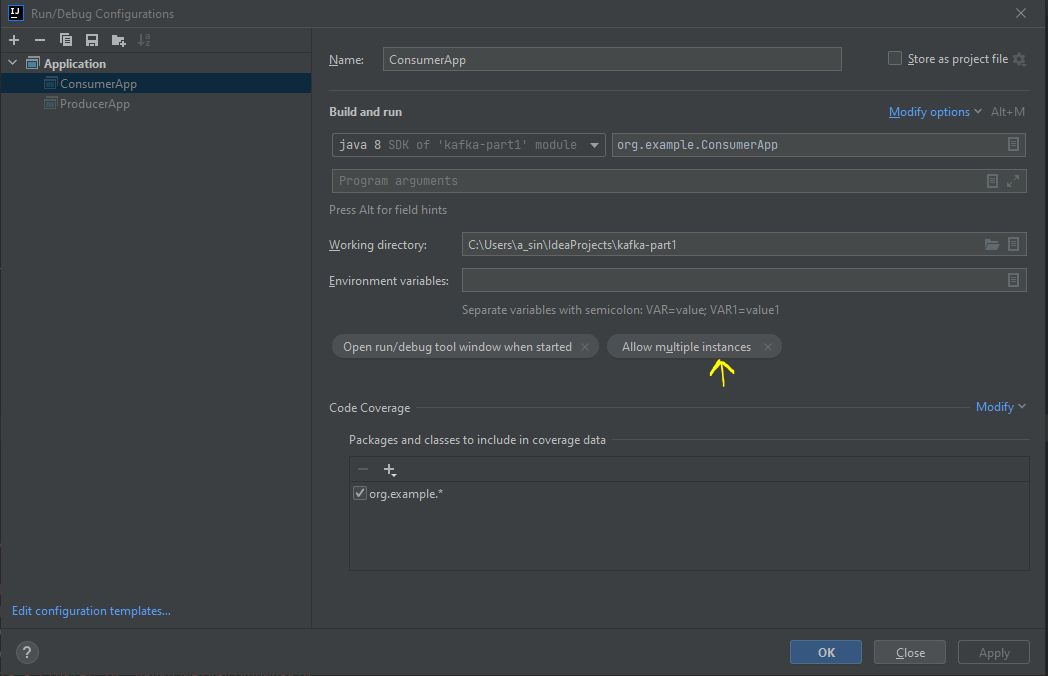 IJ
Run/Debug Configurations
Application
ConsumerApp
ProducerApp
Edit configuration templates...
?
Name: ConsumerApp Store as project file
Build and run Modify options Alt+M
java 8 SDK of 'kafka-part1' module org.example.ConsumerApp
Program arguments
Press Alt for field hints
Working directory: C:\Users\a_sin\IdeaProjects\kafka-part1
Environment variables:
Separate variables with semicolon: VAR=value; VAR1=value1
Open run/debug tool window when started × Allow multiple instances ×
Code Coverage Modify
Packages and classes to include in coverage data
org.example.*
OK Close Apply